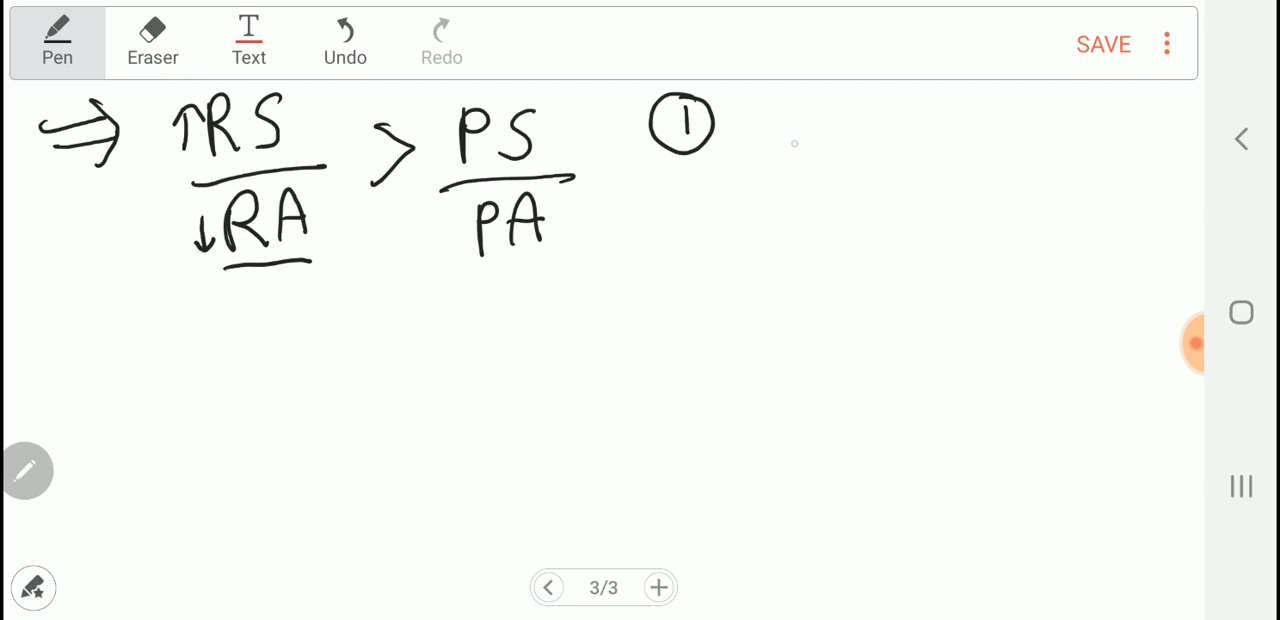 Pen Eraser Text Undo Redo SAVE
⇒ ↑RS > PS ①
↓RA PA
3/3